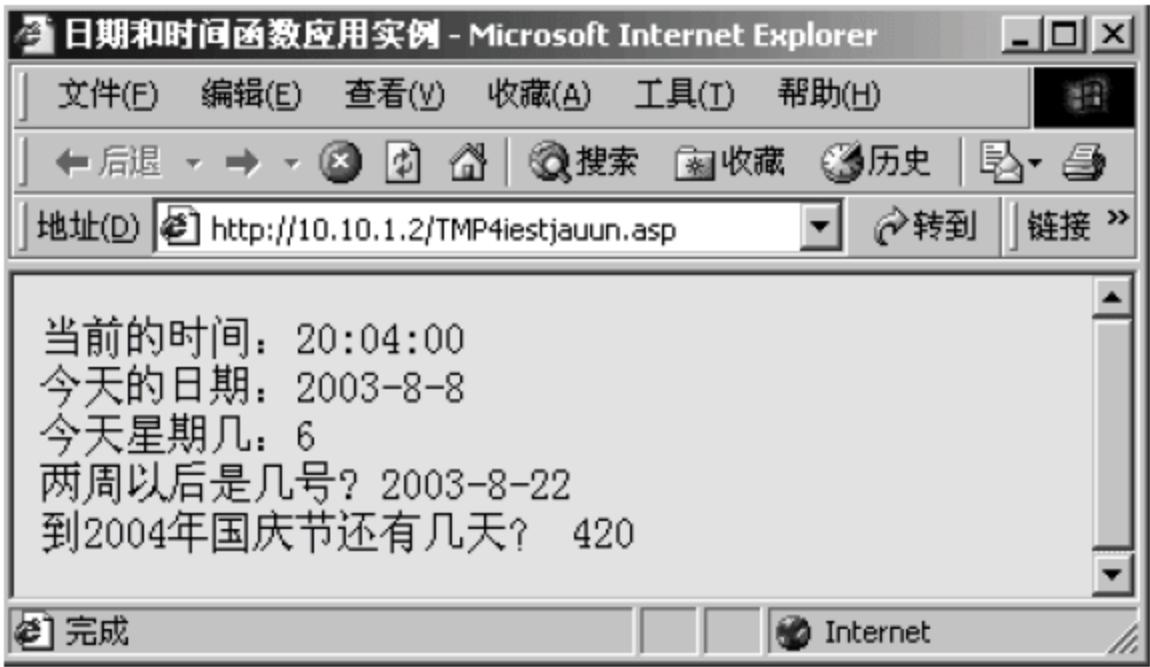 日期和时间函数应用实例 - Microsoft Internet Explorer
文件(F) 编辑(E) 查看(V) 收藏(A) 工具(T) 帮助(H)
后退 搜索 收藏 历史
地址(D) http://10.10.1.2/TMP4iestjauun.asp 转到 链接 »
当前的时间：20:04:00
今天的日期：2003-8-8
今天星期几：6
两周以后是几号？2003-8-22
到2004年国庆节还有几天？ 420
完成 Internet